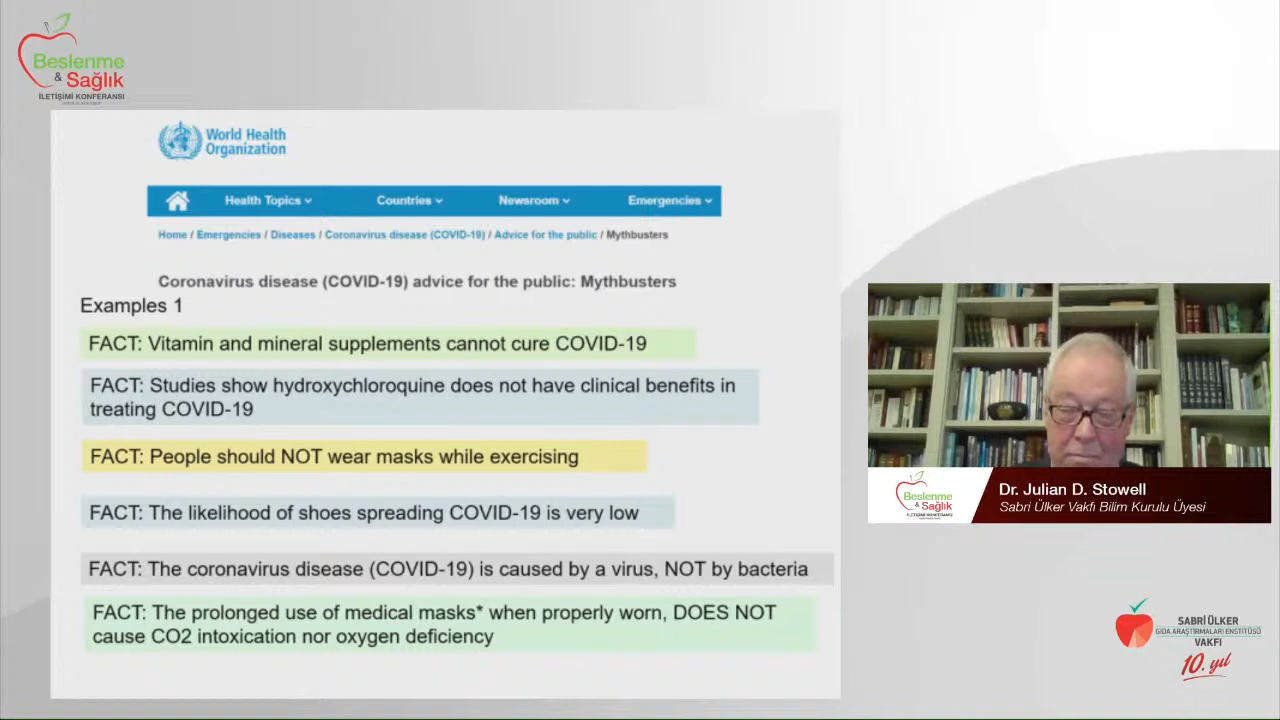 Beslenme
& Sağlık
İLETİŞİMİ KONFERANSI
World Health
Organization
Health Topics
Countries
Newsroom
Emergencies
Home / Emergencies / Diseases / Coronavirus disease (COVID-19) / Advice for the public / Mythbusters
Coronavirus disease (COVID-19) advice for the public: Mythbusters
Examples 1
FACT: Vitamin and mineral supplements cannot cure COVID-19
FACT: Studies show hydroxychloroquine does not have clinical benefits in
treating COVID-19
FACT: People should NOT wear masks while exercising
FACT: The likelihood of shoes spreading COVID-19 is very low
FACT: The coronavirus disease (COVID-19) is caused by a virus, NOT by bacteria
FACT: The prolonged use of medical masks* when properly worn, DOES NOT
cause CO2 intoxication nor oxygen deficiency
Beslenme
& Sağlık
İLETİŞİMİ KONFERANSI
Dr. Julian D. Stowell
Sabri Ülker Vakfı Bilim Kurulu Üyesi
SABRİ ÜLKER
GIDA ARAŞTIRMALARI ENSTİTÜSÜ
VAKFI
10. yıl